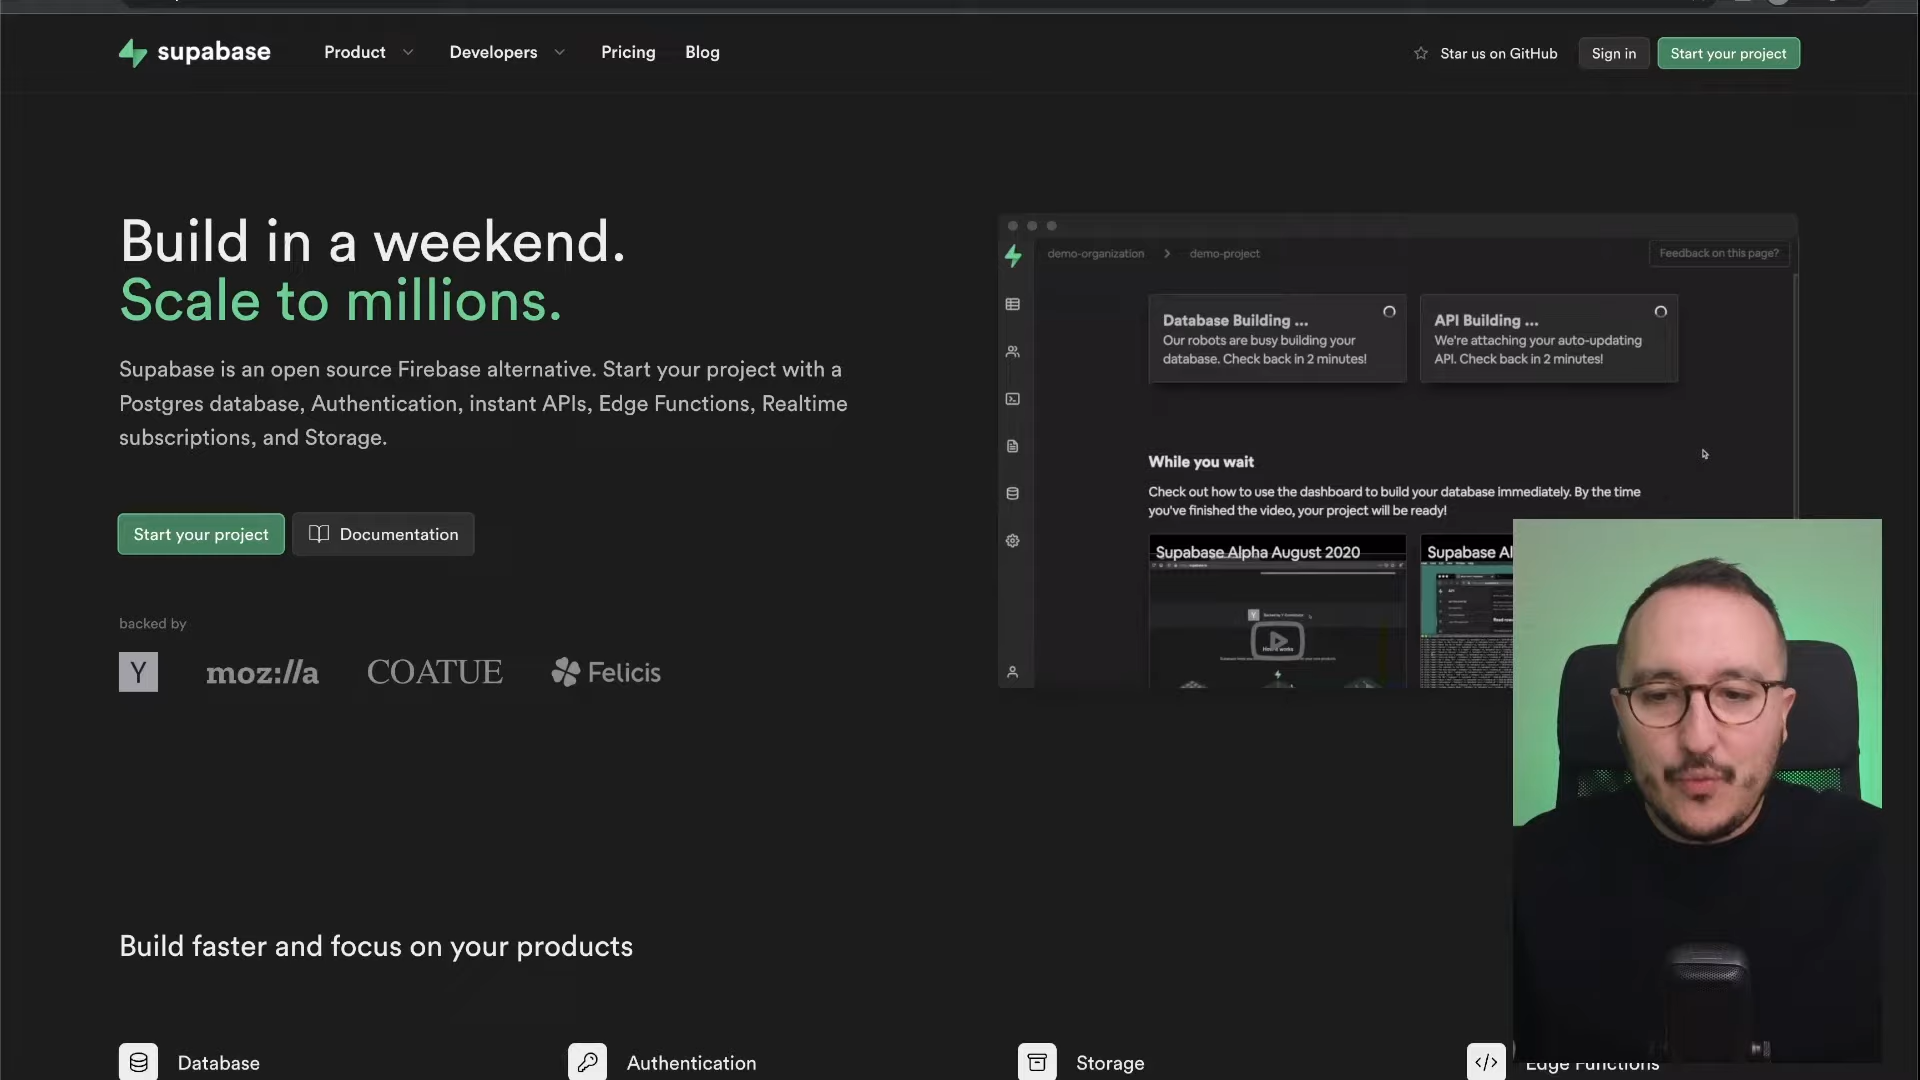 supabase
Product
Developers
Pricing
Blog
Star us on GitHub
Sign in
Start your project
Build in a weekend.
Scale to millions.
Supabase is an open source Firebase alternative. Start your project with a
Postgres database, Authentication, instant APIs, Edge Functions, Realtime
subscriptions, and Storage.
Start your project
Documentation
backed by
Y
moz://a
COATUE
Felicis
demo-organization
demo-project
Feedback on this page?
Database Building ...
Our robots are busy building your
database. Check back in 2 minutes!
API Building ...
We're attaching your auto-updating
API. Check back in 2 minutes!
While you wait
Check out how to use the dashboard to build your database immediately. By the time
you've finished the video, your project will be ready!
Supabase Alpha August 2020
Supabase Al
Build faster and focus on your products
Database
Authentication
Storage
Edge Functions